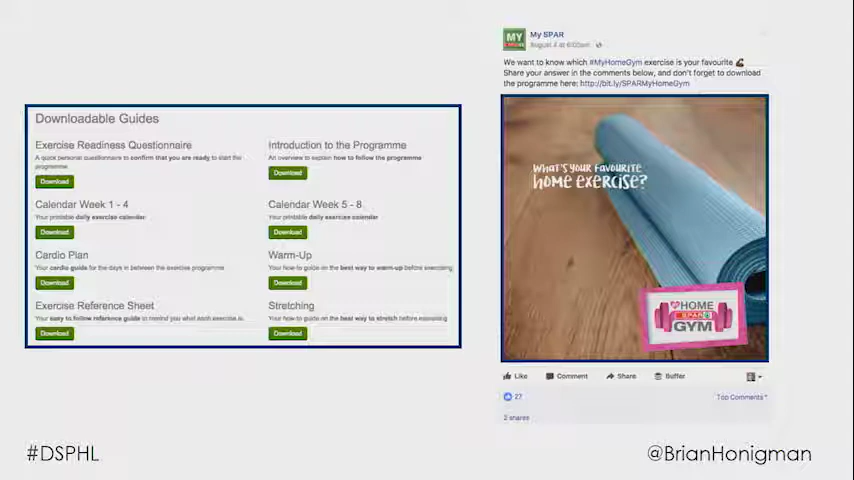 Downloadable Guides
Exercise Readiness Questionnaire
A quick personal questionnaire to confirm that you are ready to start the
programme.
Download
Introduction to the Programme
An overview to explain how to follow the programme
Download
Calendar Week 1 - 4
Your printable daily exercise calendar
Download
Calendar Week 5 - 8
Your printable daily exercise calendar
Download
Cardio Plan
Your cardio guide for the days in between the exercise programme
Download
Warm-Up
Your how-to guide on the best way to warm-up before exercising
Download
Exercise Reference Sheet
Your easy to follow reference guide to remind you what each exercise is.
Download
Stretching
Your how-to guide on the best way to stretch before exercising
Download
MY
SPAR
My SPAR
August 4 at 6:00am
We want to know which #MyHomeGym exercise is your favourite
Share your answer in the comments below, and don't forget to download
the programme here: http://bit.ly/SPARMyHomeGym
WHAT'S YOUR FAVOURITE
HOME EXERCISE?
HOME
SPAR
GYM
Like Comment Share Buffer
27
Top Comments
2 shares
#DSPHL
@BrianHonigman